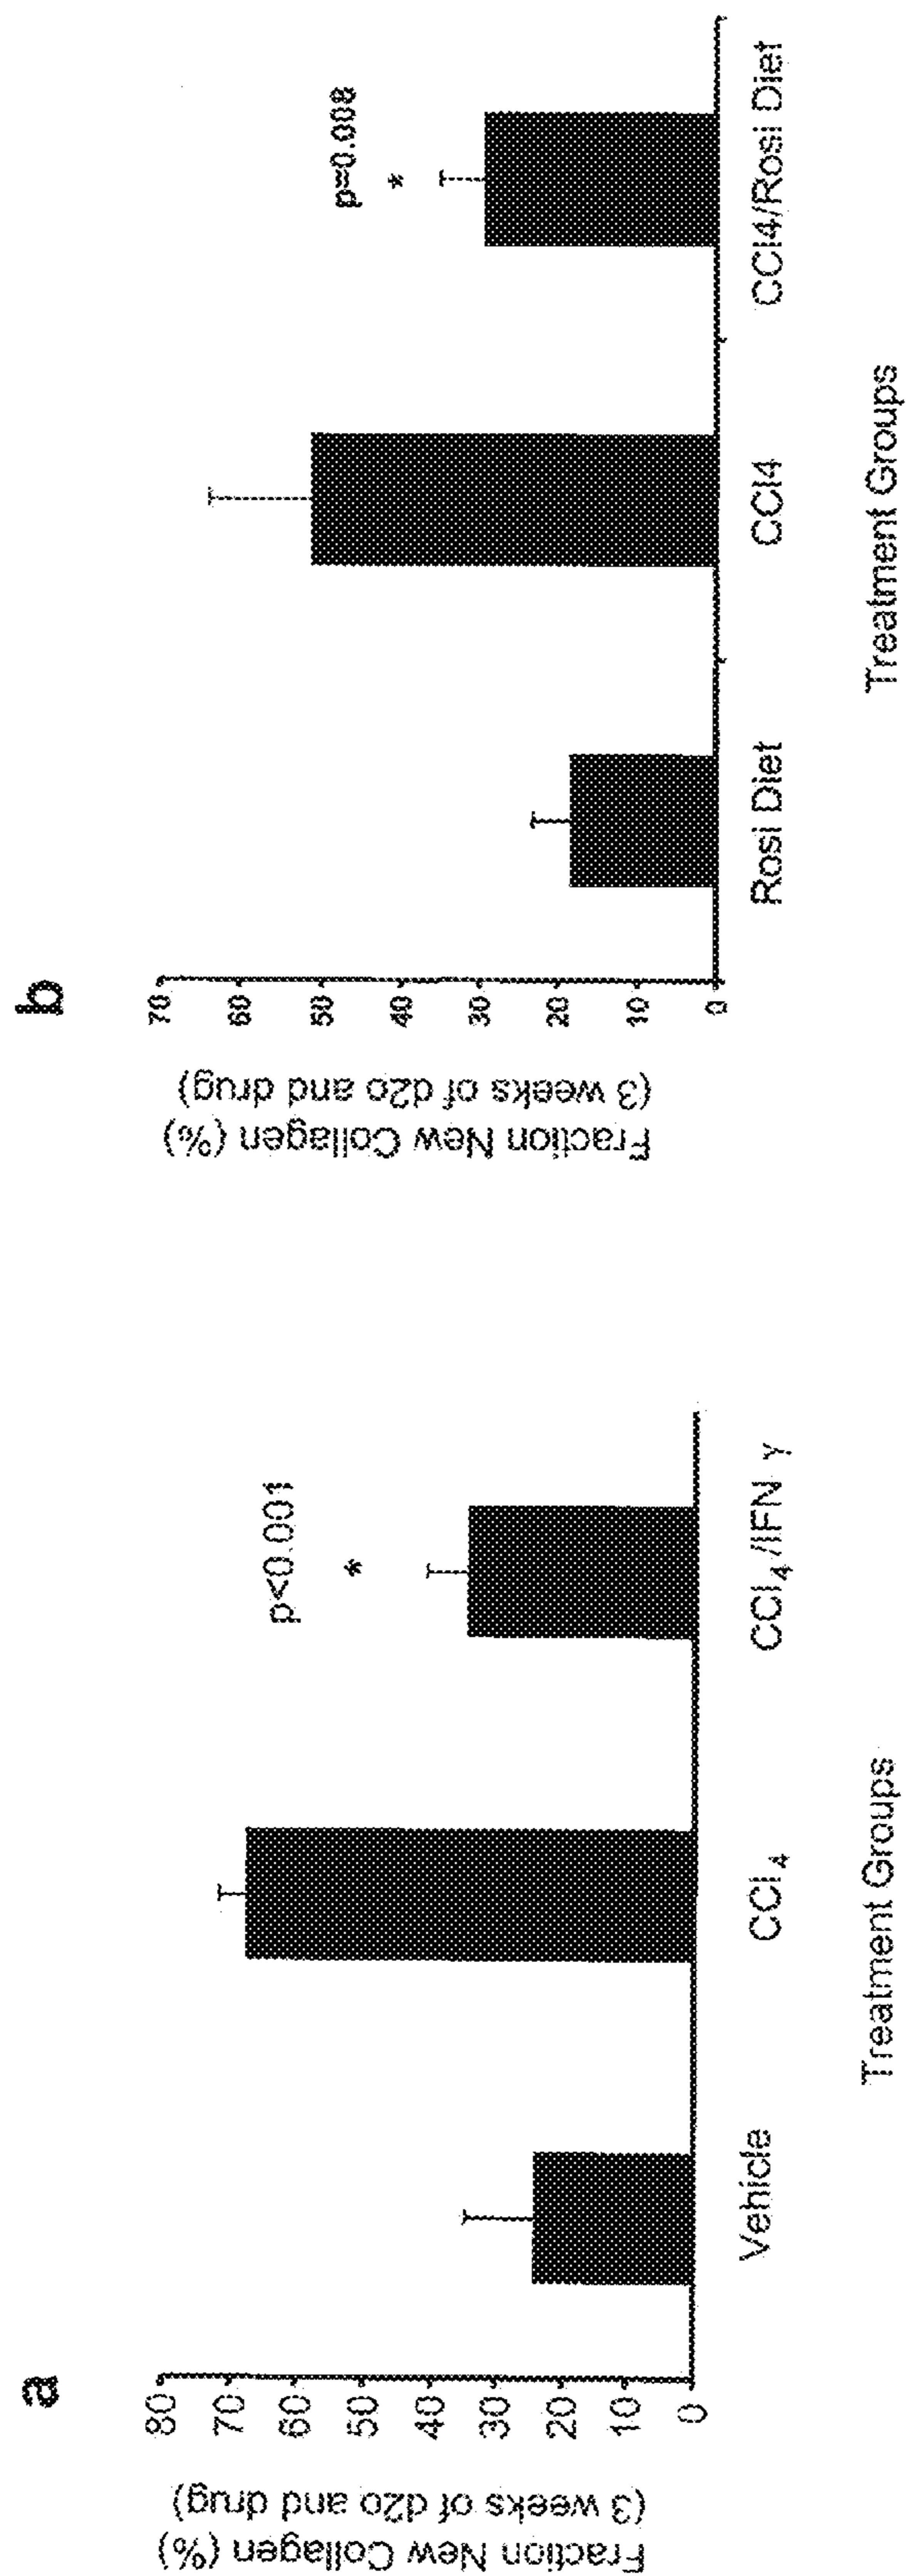 a
Fraction New Collagen (%)
(3 weeks of d2o and drug)
80
70
60
50
40
30
20
10
0
p<0.001
*
Vehicle
CCl₄
CCl₄/IFN γ
Treatment Groups
b
Fraction New Collagen (%)
(3 weeks of d2o and drug)
70
60
50
40
30
20
10
0
p=0.008
*
Rosi Diet
CCl4
CCl4/Rosi Diet
Treatment Groups